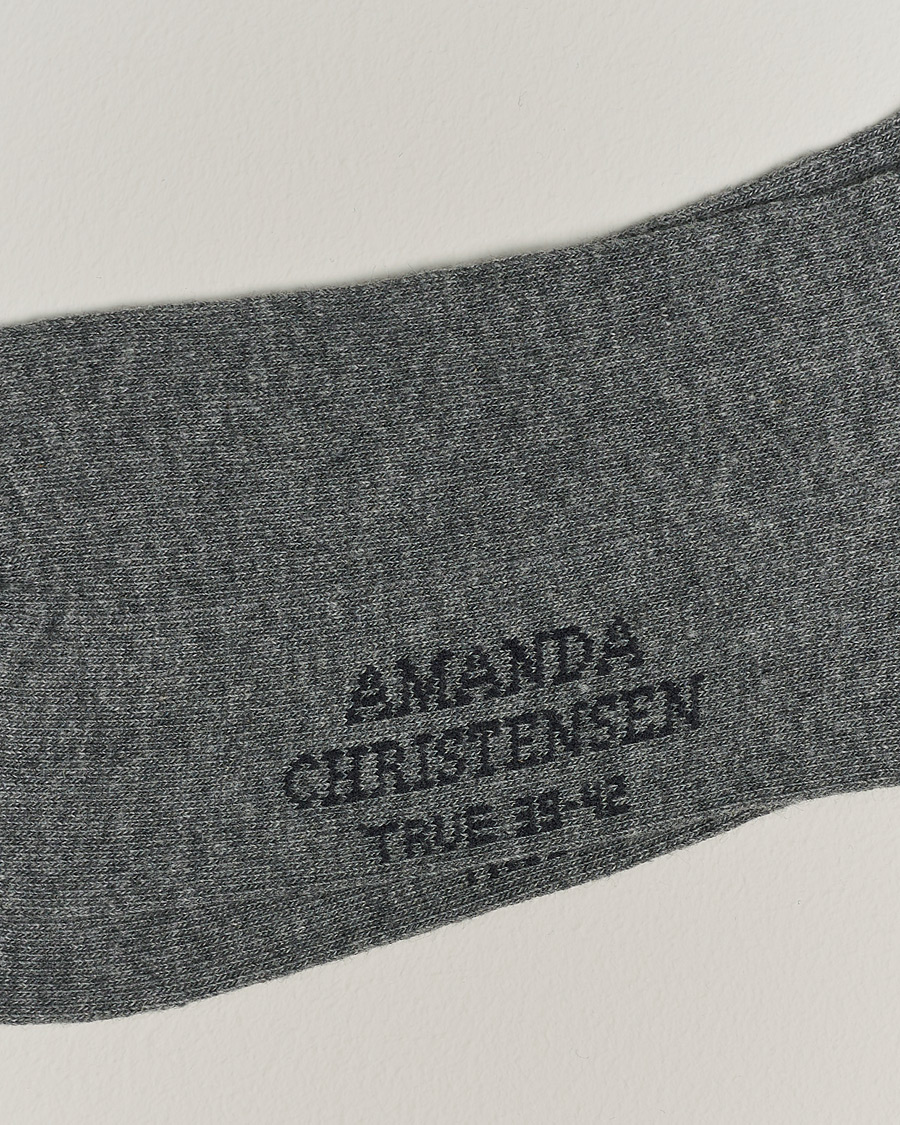 AMANDA
CHRISTENSEN
TRUE 39-42